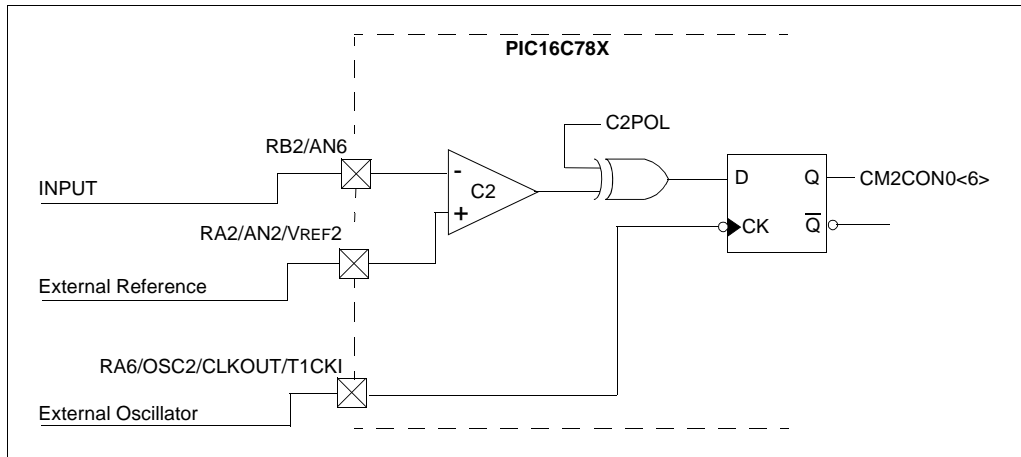 PIC16C78X
C2POL
RB2/AN6
INPUT
-
C2
+
D
Q
CM2CON0<6>
CK
Q̅
RA2/AN2/VREF2
External Reference
RA6/OSC2/CLKOUT/T1CKI
External Oscillator